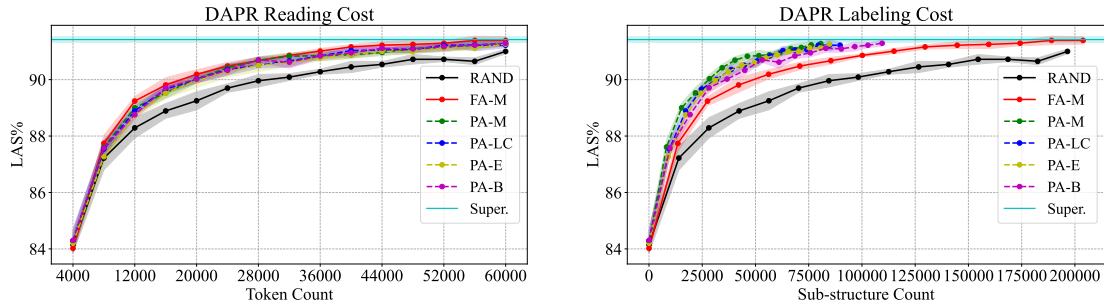 DAPR Reading Cost
LAS%
90
88
86
84
4000 12000 20000 28000 36000 44000 52000 60000
Token Count
RAND
FA-M
PA-M
PA-LC
PA-E
PA-B
Super.
DAPR Labeling Cost
LAS%
90
88
86
84
0 25000 50000 75000 100000 125000 150000 175000 200000
Sub-structure Count
RAND
FA-M
PA-M
PA-LC
PA-E
PA-B
Super.